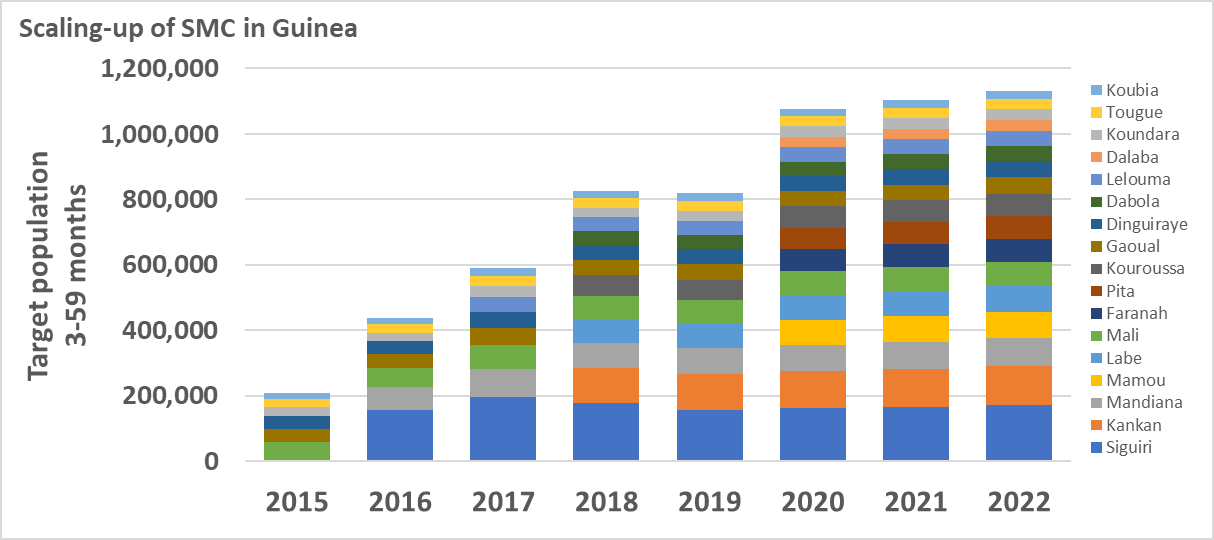 Scaling-up of SMC in Guinea
Target population
3-59 months
1,200,000
1,000,000
800,000
600,000
400,000
200,000
0
2015
2016
2017
2018
2019
2020
2021
2022
Koubia
Tougue
Koundara
Dalaba
Lelouma
Dabola
Dinguiraye
Gaoual
Kouroussa
Pita
Faranah
Mali
Labe
Mamou
Mandiana
Kankan
Siguiri